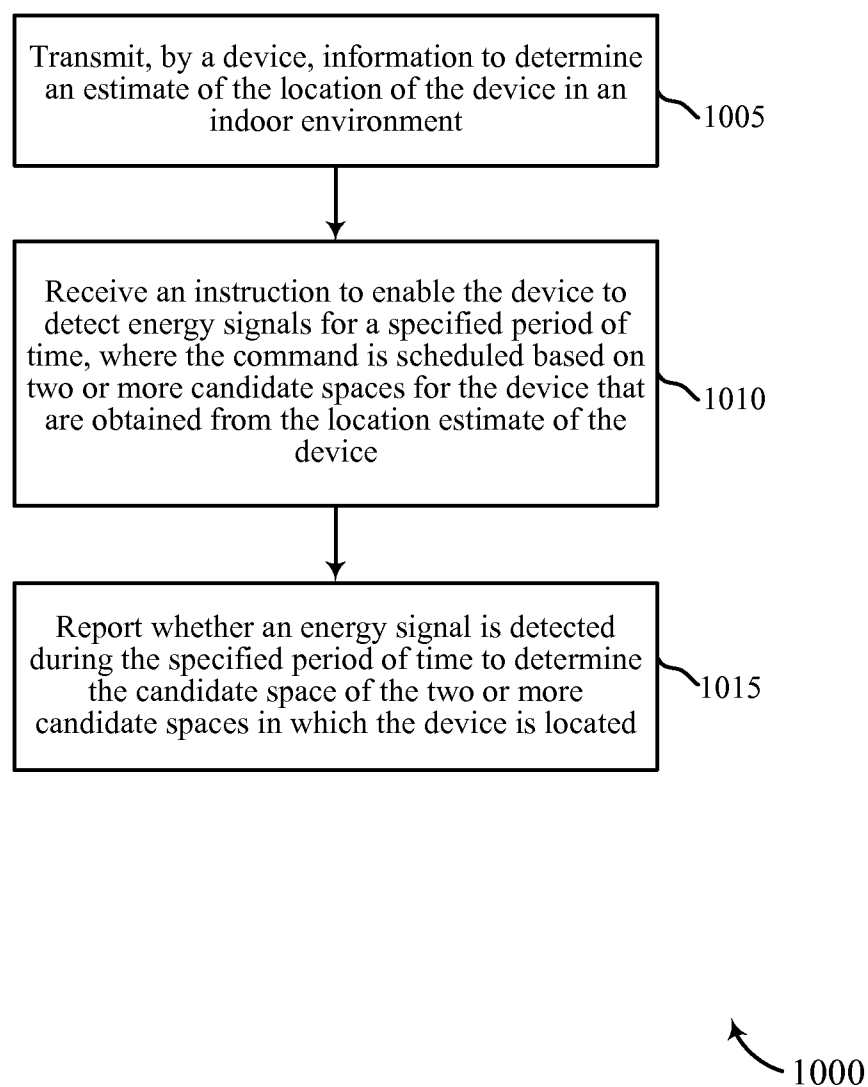 Transmit, by a device, information to determine
an estimate of the location of the device in an
indoor environment
1005
Receive an instruction to enable the device to
detect energy signals for a specified period of
time, where the command is scheduled based on
two or more candidate spaces for the device that
are obtained from the location estimate of the
device
1010
Report whether an energy signal is detected
during the specified period of time to determine
the candidate space of the two or more
candidate spaces in which the device is located
1015
1000